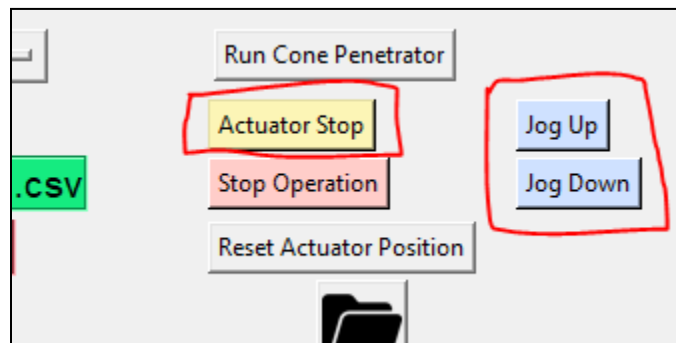 Run Cone Penetrator
Actuator Stop
Jog Up
.CSV
Stop Operation
Jog Down
Reset Actuator Position